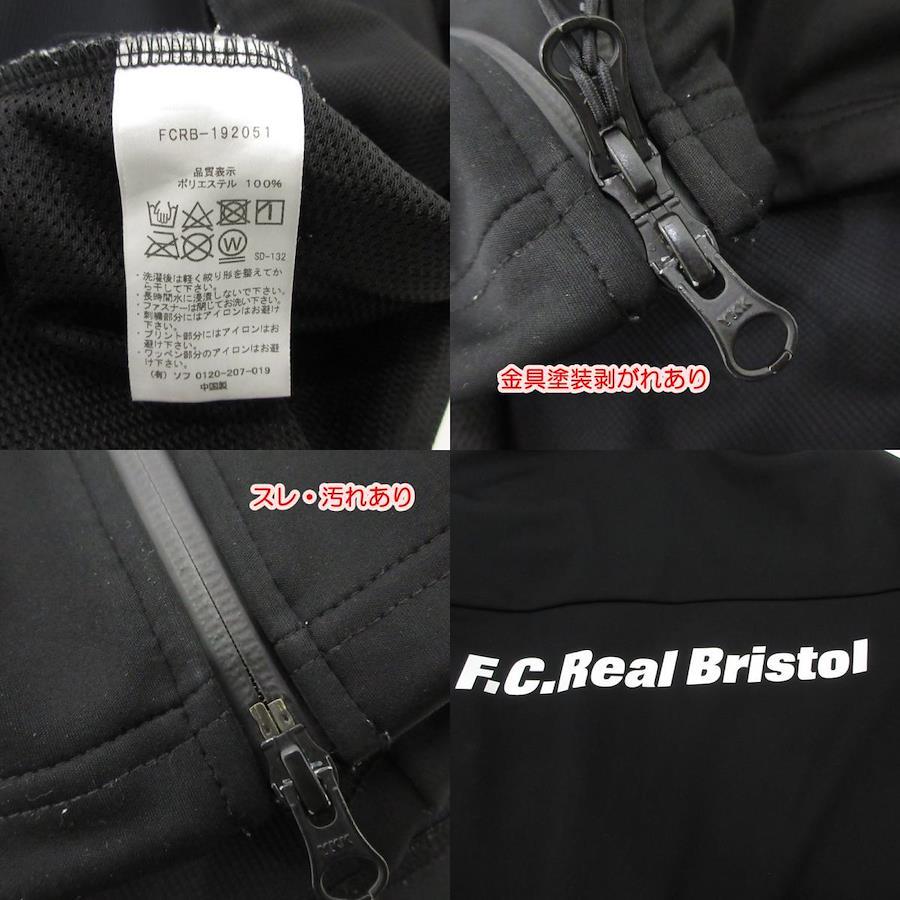 FCRB-192051
品質表示
ポリエステル 100%
W
SD-132
・洗濯後は軽く絞り形を整えてか
ら干して下さい。
・長時間水に浸漬しないで下さい。
・ファスナーは閉じてお洗い下さい。
・刺繍部分にはアイロンはお避
け下さい。
・プリント部分にはアイロンはお
避け下さい。
・ワッペン部分のアイロンはお避
け下さい。
(有) ソフ 0120-207-019
中国製
YKK
金具塗装剥がれあり
スレ・汚れあり
YKK
F.C.Real Bristol